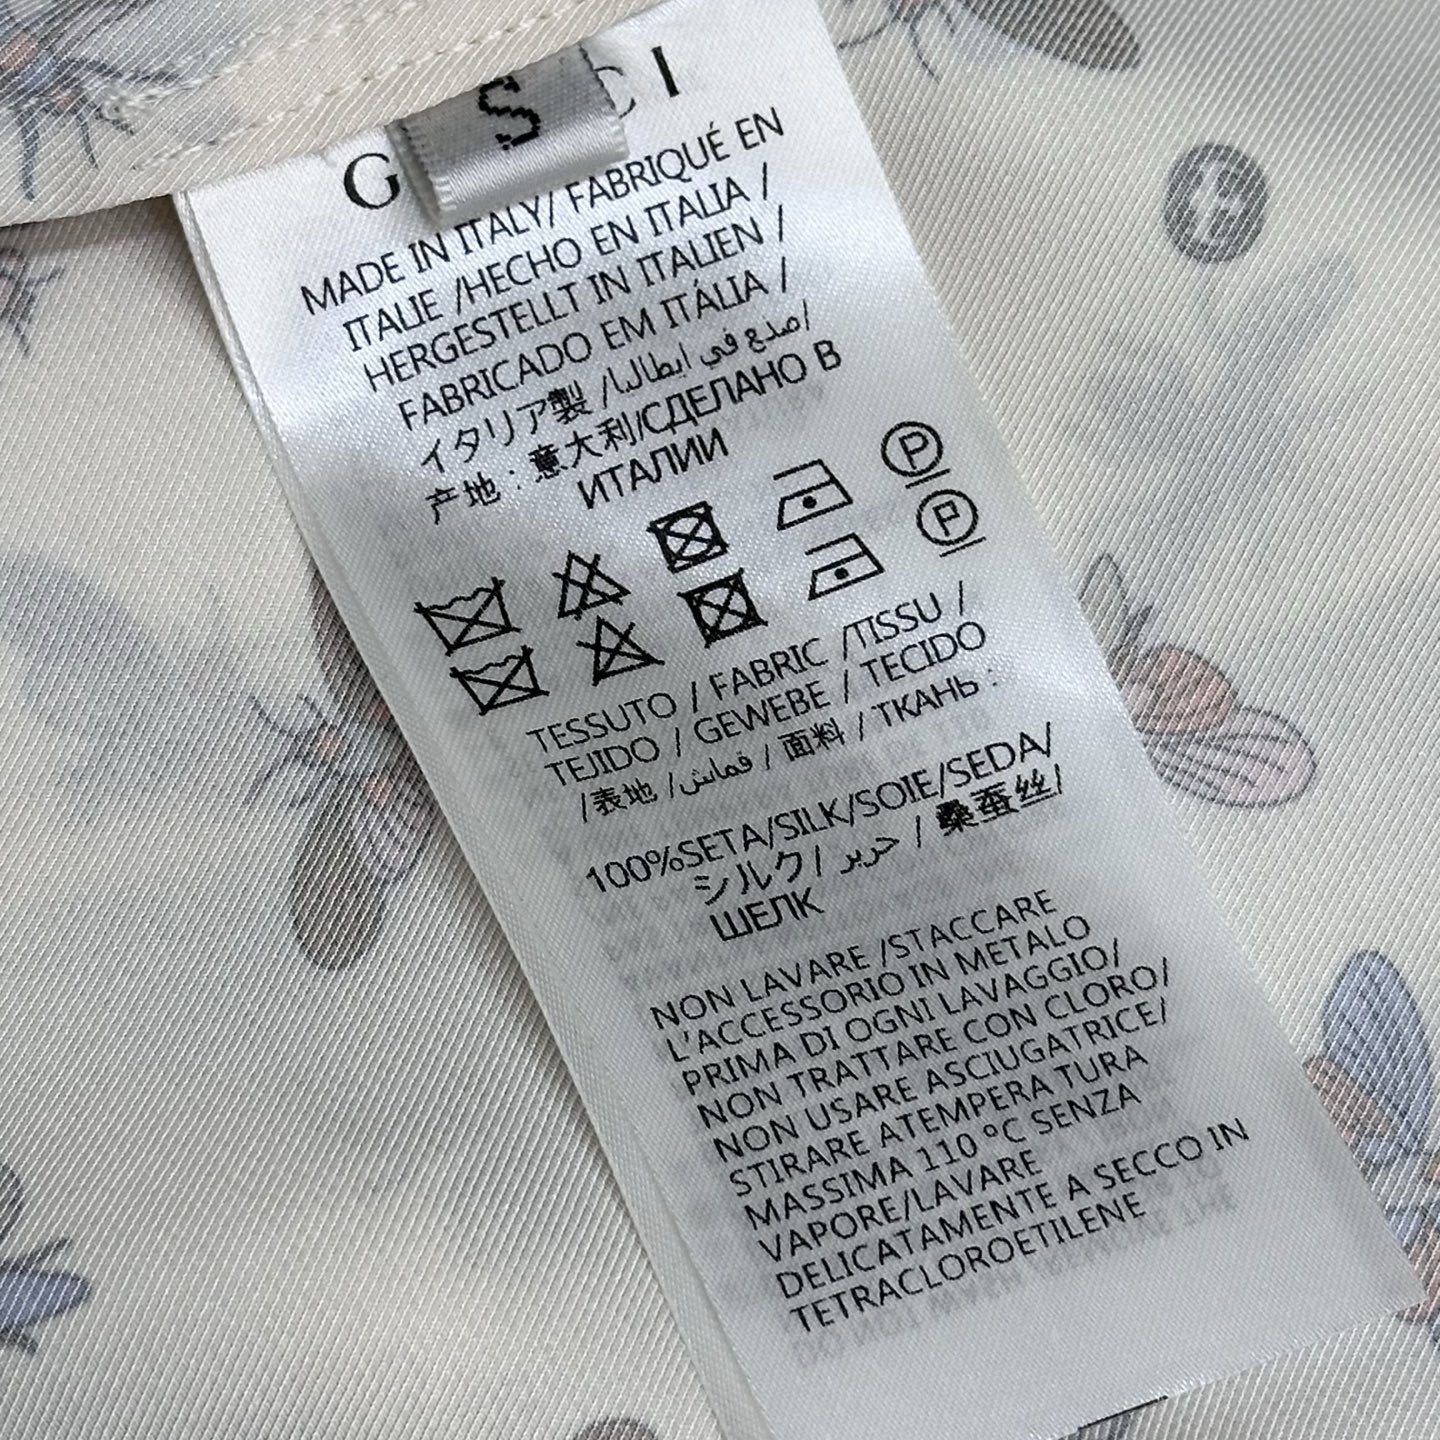 G CI
S
MADE IN ITALY/ FABRIQUÉ EN
ITALIE /HECHO EN ITALIA /
HERGESTELLT IN ITALIEN /
FABRICADO EM ITÁLIA /
イタリア製 /صنع في ايطاليا/
产地:意大利/СДЕЛАНО В
ИТАЛИИ
P
P
TESSUTO / FABRIC /TISSU /
TEJIDO / GEWEBE / TECIDO
/表地 /قماش / 面料 / ТКАНЬ :
100%SETA/SILK/SOIE/SEDA/
シルク/ حرير / 桑蚕丝/
ШЕЛК
NON LAVARE /STACCARE
L'ACCESSORIO IN METALO
PRIMA DI OGNI LAVAGGIO/
NON TRATTARE CON CLORO/
NON USARE ASCIUGATRICE/
STIRARE ATEMPERA TURA
MASSIMA 110 °C SENZA
VAPORE/LAVARE
DELICATAMENTE A SECCO IN
TETRACLOROETILENE